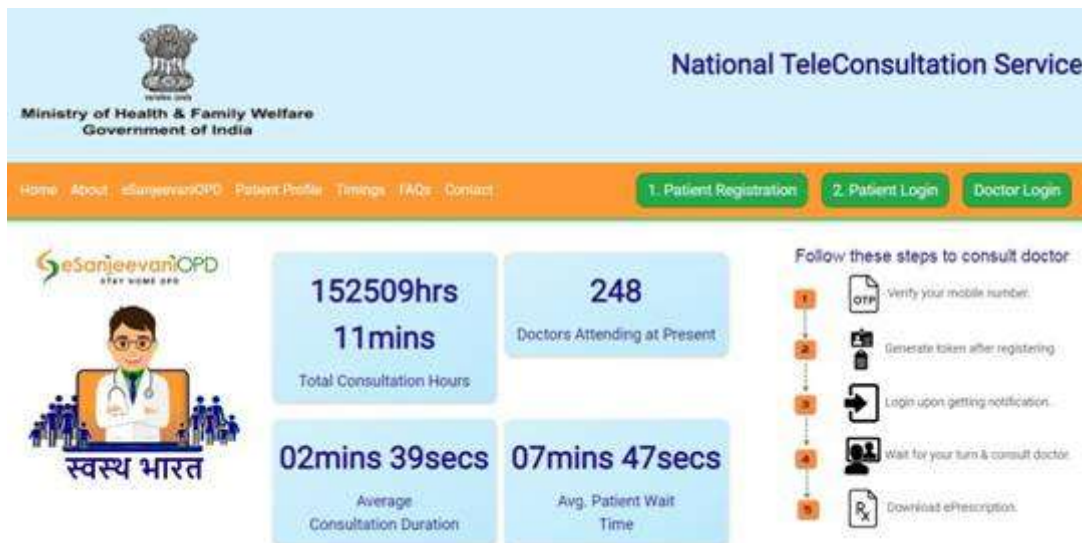 National TeleConsultation Service
Ministry of Health & Family Welfare
Government of India
Home About eSanjeevaniOPD Patient Profile Timings FAQs Contact
1. Patient Registration
2. Patient Login
Doctor Login
eSanjeevaniOPD
STAY HOME OPD
स्वस्थ भारत
152509hrs
11mins
Total Consultation Hours
248
Doctors Attending at Present
02mins 39secs
Average
Consultation Duration
07mins 47secs
Avg. Patient Wait
Time
Follow these steps to consult doctor
1
OTP
Verify your mobile number.
2
Generate token after registering
3
Login upon getting notification.
4
Wait for your turn & consult doctor.
5
Rx
Download ePrescription.